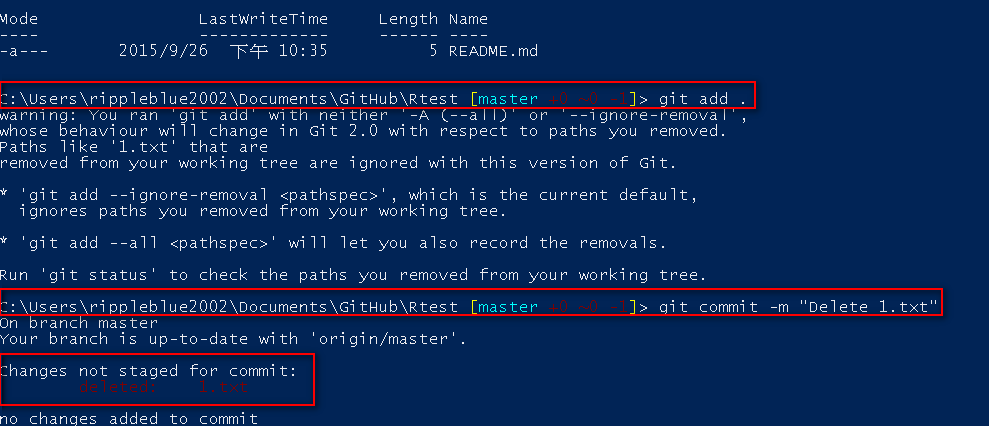 Mode LastWriteTime Length Name
---- ------------- ------ ----
-a--- 2015/9/26 下午 10:35 5 README.md
C:\Users\rippleblue2002\Documents\GitHub\Rtest [master +0 ~0 -1]> git add .
warning: You ran 'git add' with neither '-A (--all)' or '--ignore-removal',
whose behaviour will change in Git 2.0 with respect to paths you removed.
Paths like '1.txt' that are
removed from your working tree are ignored with this version of Git.
* 'git add --ignore-removal <pathspec>', which is the current default,
ignores paths you removed from your working tree.
* 'git add --all <pathspec>' will let you also record the removals.
Run 'git status' to check the paths you removed from your working tree.
C:\Users\rippleblue2002\Documents\GitHub\Rtest [master +0 ~0 -1]> git commit -m "Delete 1.txt"
On branch master
Your branch is up-to-date with 'origin/master'.
Changes not staged for commit:
deleted: 1.txt
no changes added to commit